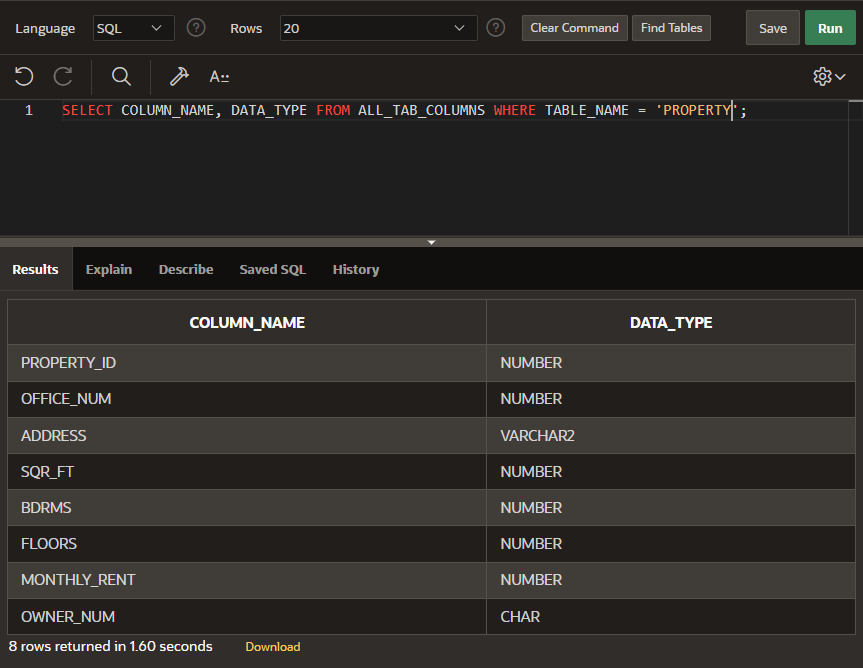 Language SQL ? Rows 20 ? Clear Command Find Tables Save Run
A::
1 SELECT COLUMN_NAME, DATA_TYPE FROM ALL_TAB_COLUMNS WHERE TABLE_NAME = 'PROPERTY';
Results Explain Describe Saved SQL History
COLUMN_NAME DATA_TYPE
PROPERTY_ID NUMBER
OFFICE_NUM NUMBER
ADDRESS VARCHAR2
SQR_FT NUMBER
BDRMS NUMBER
FLOORS NUMBER
MONTHLY_RENT NUMBER
OWNER_NUM CHAR
8 rows returned in 1.60 seconds Download